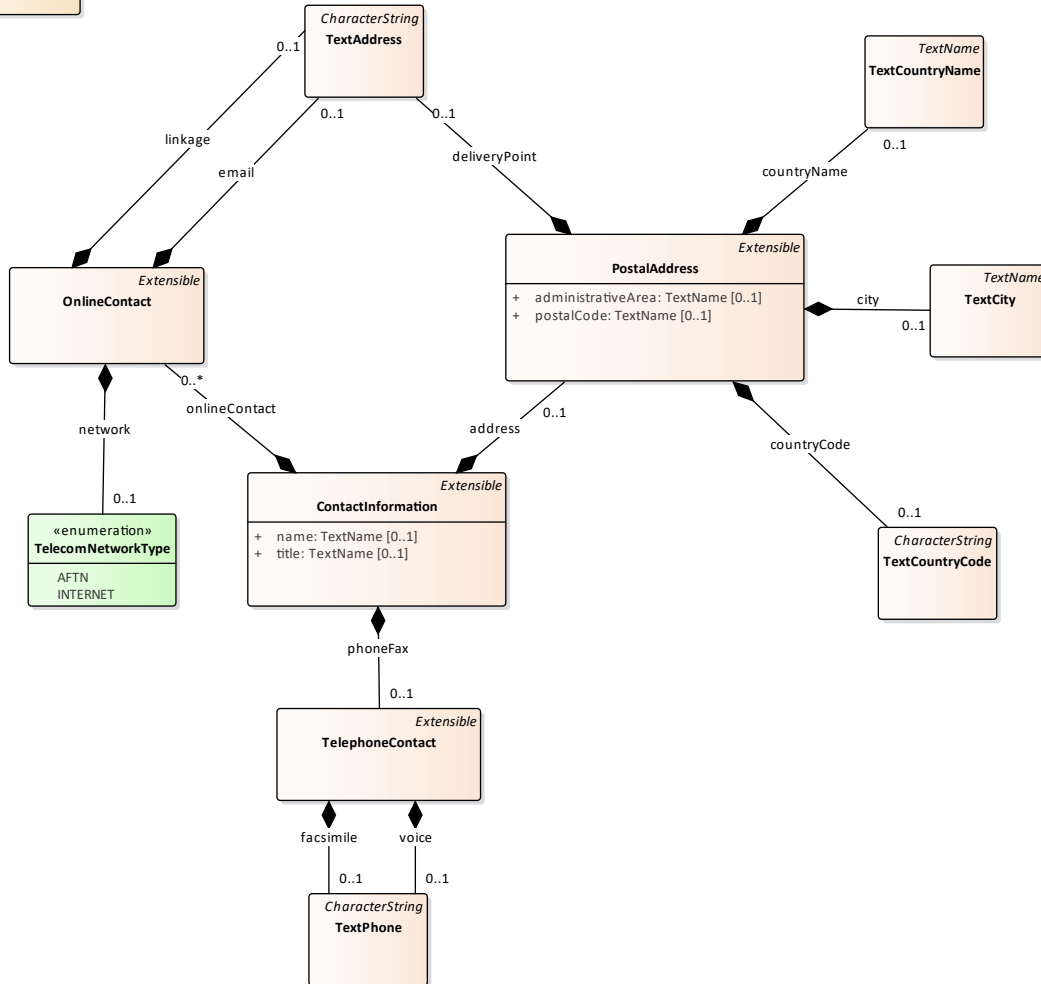 CharacterString
TextAddress
0..1
0..1
0..1
linkage
email
deliveryPoint
TextName
TextCountryName
0..1
countryName
Extensible
OnlineContact
Extensible
PostalAddress
+ administrativeArea: TextName [0..1]
+ postalCode: TextName [0..1]
city
0..1
TextName
TextCity
0..*
onlineContact
network
0..1
0..1
address
countryCode
0..1
«enumeration»
TelecomNetworkType
AFTN
INTERNET
Extensible
ContactInformation
+ name: TextName [0..1]
+ title: TextName [0..1]
CharacterString
TextCountryCode
phoneFax
0..1
Extensible
TelephoneContact
facsimile
voice
0..1
0..1
CharacterString
TextPhone